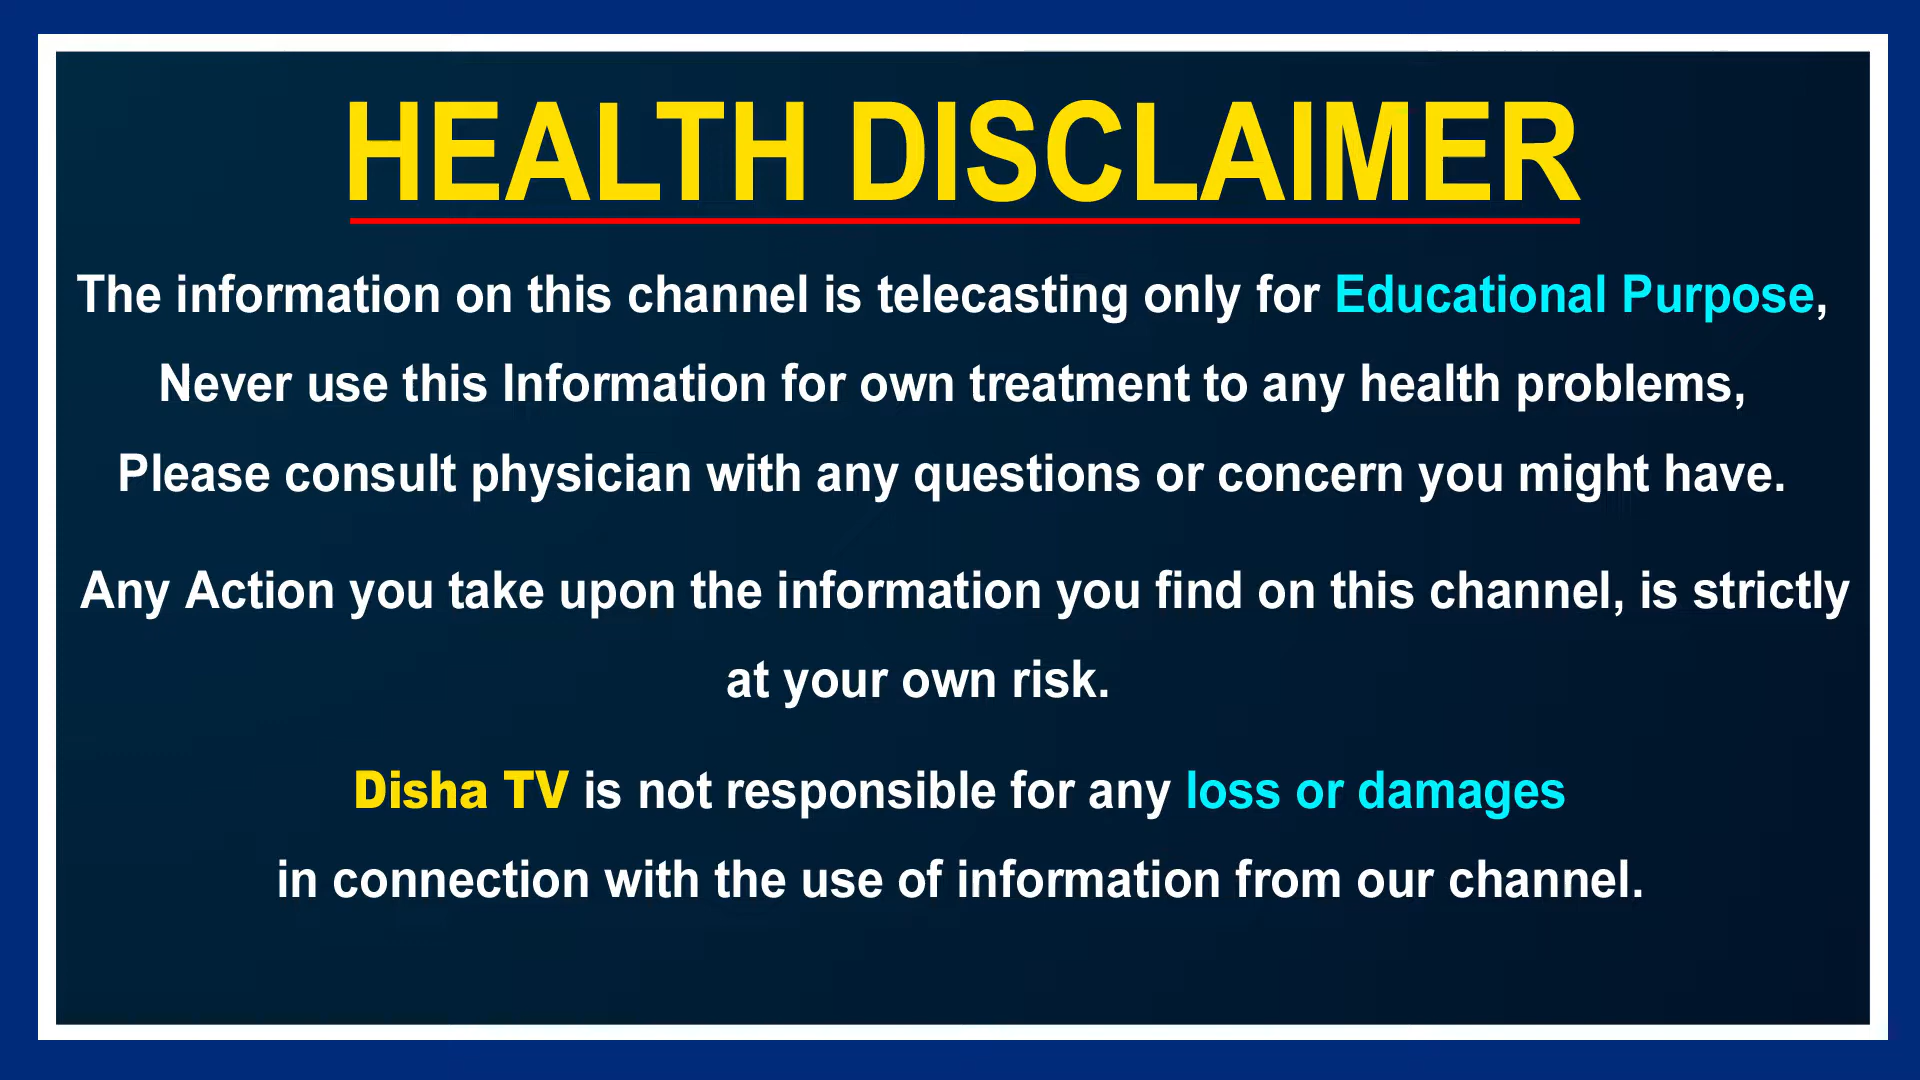 HEALTH DISCLAIMER
The information on this channel is telecasting only for Educational Purpose,
Never use this Information for own treatment to any health problems,
Please consult physician with any questions or concern you might have.
Any Action you take upon the information you find on this channel, is strictly
at your own risk.
Disha TV is not responsible for any loss or damages
in connection with the use of information from our channel.